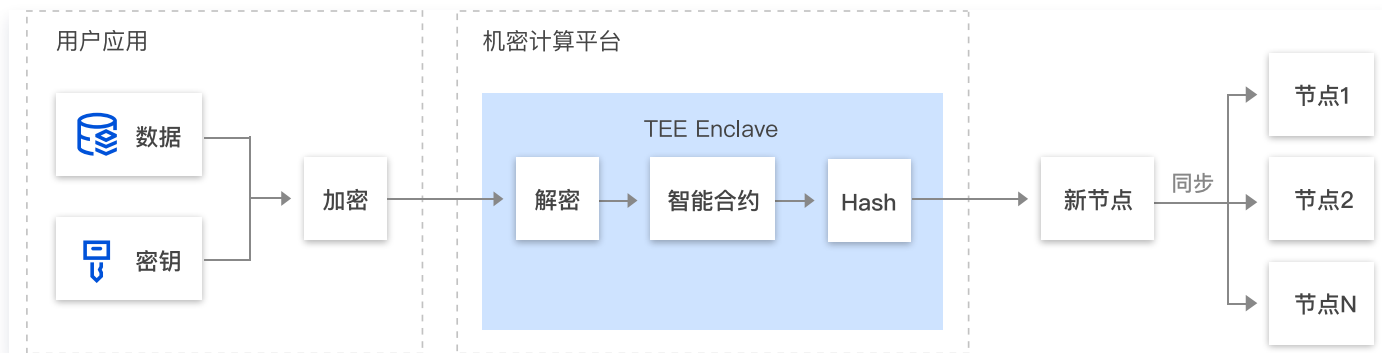 用户应用
数据
密钥
加密
机密计算平台
TEE Enclave
解密
智能合约
Hash
新节点
同步
节点1
节点2
节点N